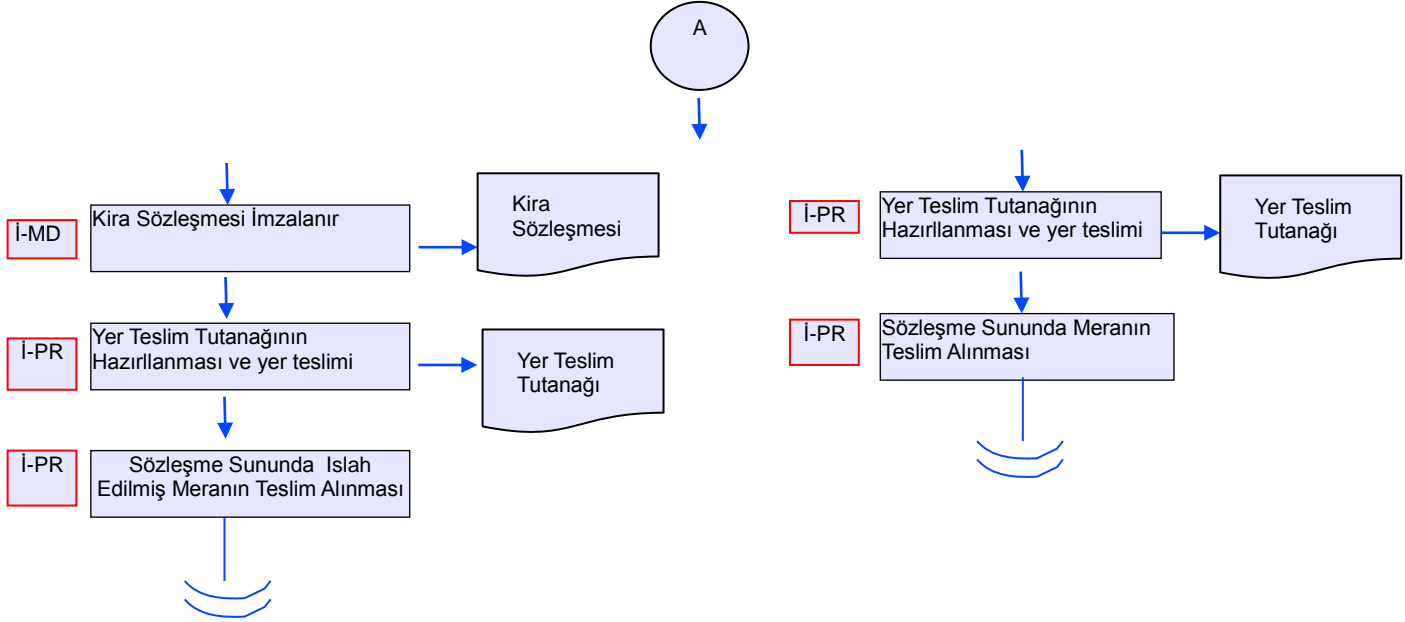 A
İ-MD
Kira Sözleşmesi İmzalanır
Kira
Sözleşmesi
İ-PR
Yer Teslim Tutanağının
Hazırllanması ve yer teslimi
Yer Teslim
Tutanağı
İ-PR
Sözleşme Sununda  Islah
Edilmiş Meranın Teslim Alınması
İ-PR
Yer Teslim Tutanağının
Hazırllanması ve yer teslimi
Yer Teslim
Tutanağı
İ-PR
Sözleşme Sununda Meranın
Teslim Alınması